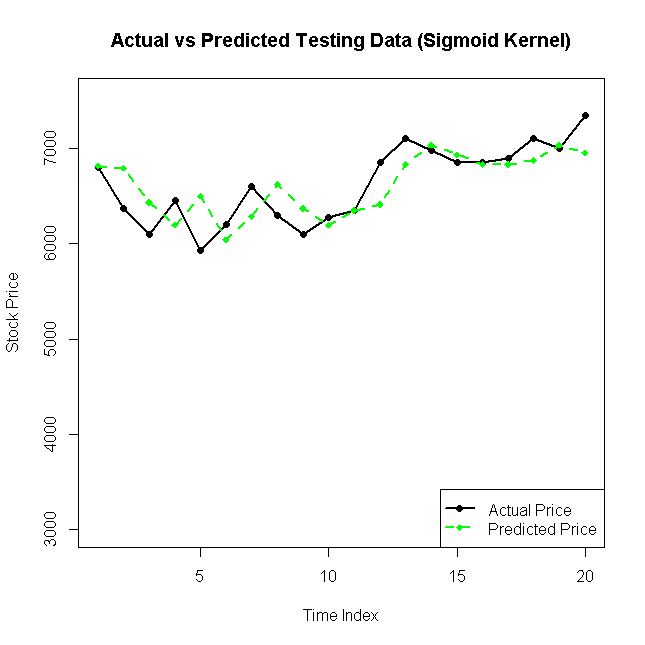 Actual vs Predicted Testing Data (Sigmoid Kernel)
Stock Price
7000
6000
5000
4000
3000
Actual Price
Predicted Price
5 10 15 20
Time Index